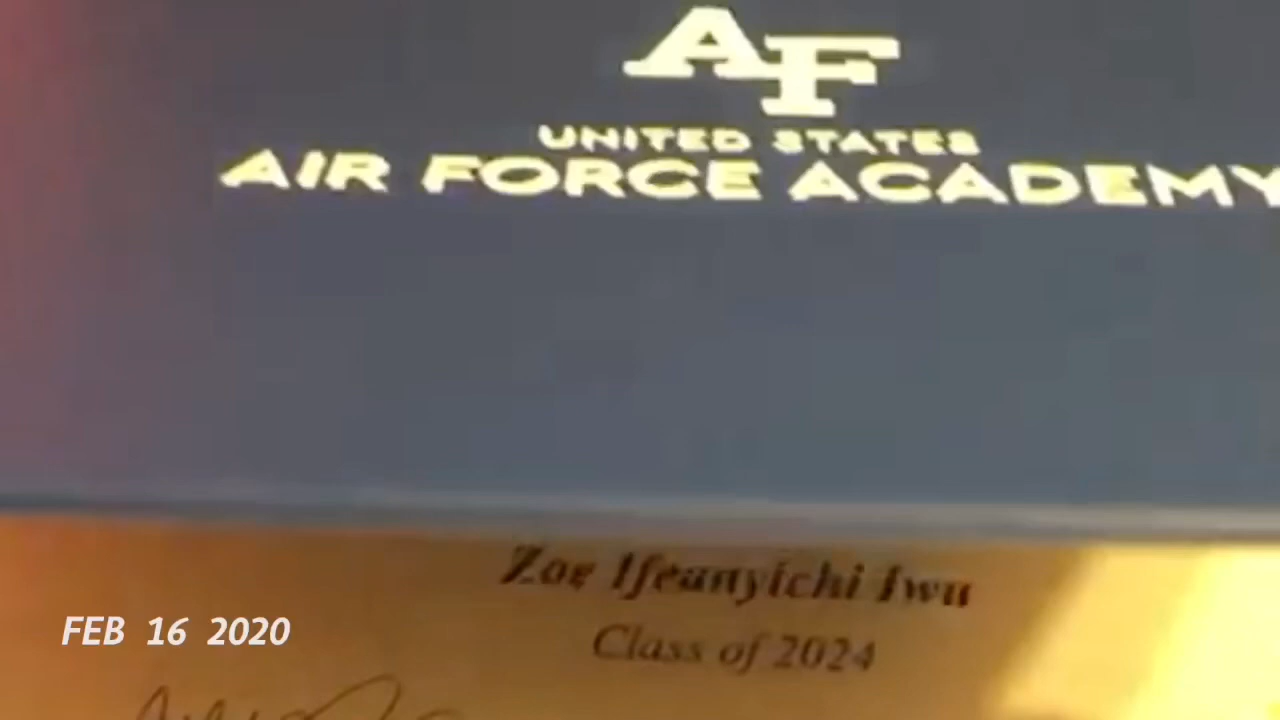 AF
UNITED STATES
AIR FORCE ACADEMY
Zoe Ifeanyichi Iwu
Class of 2024
FEB 16 2020